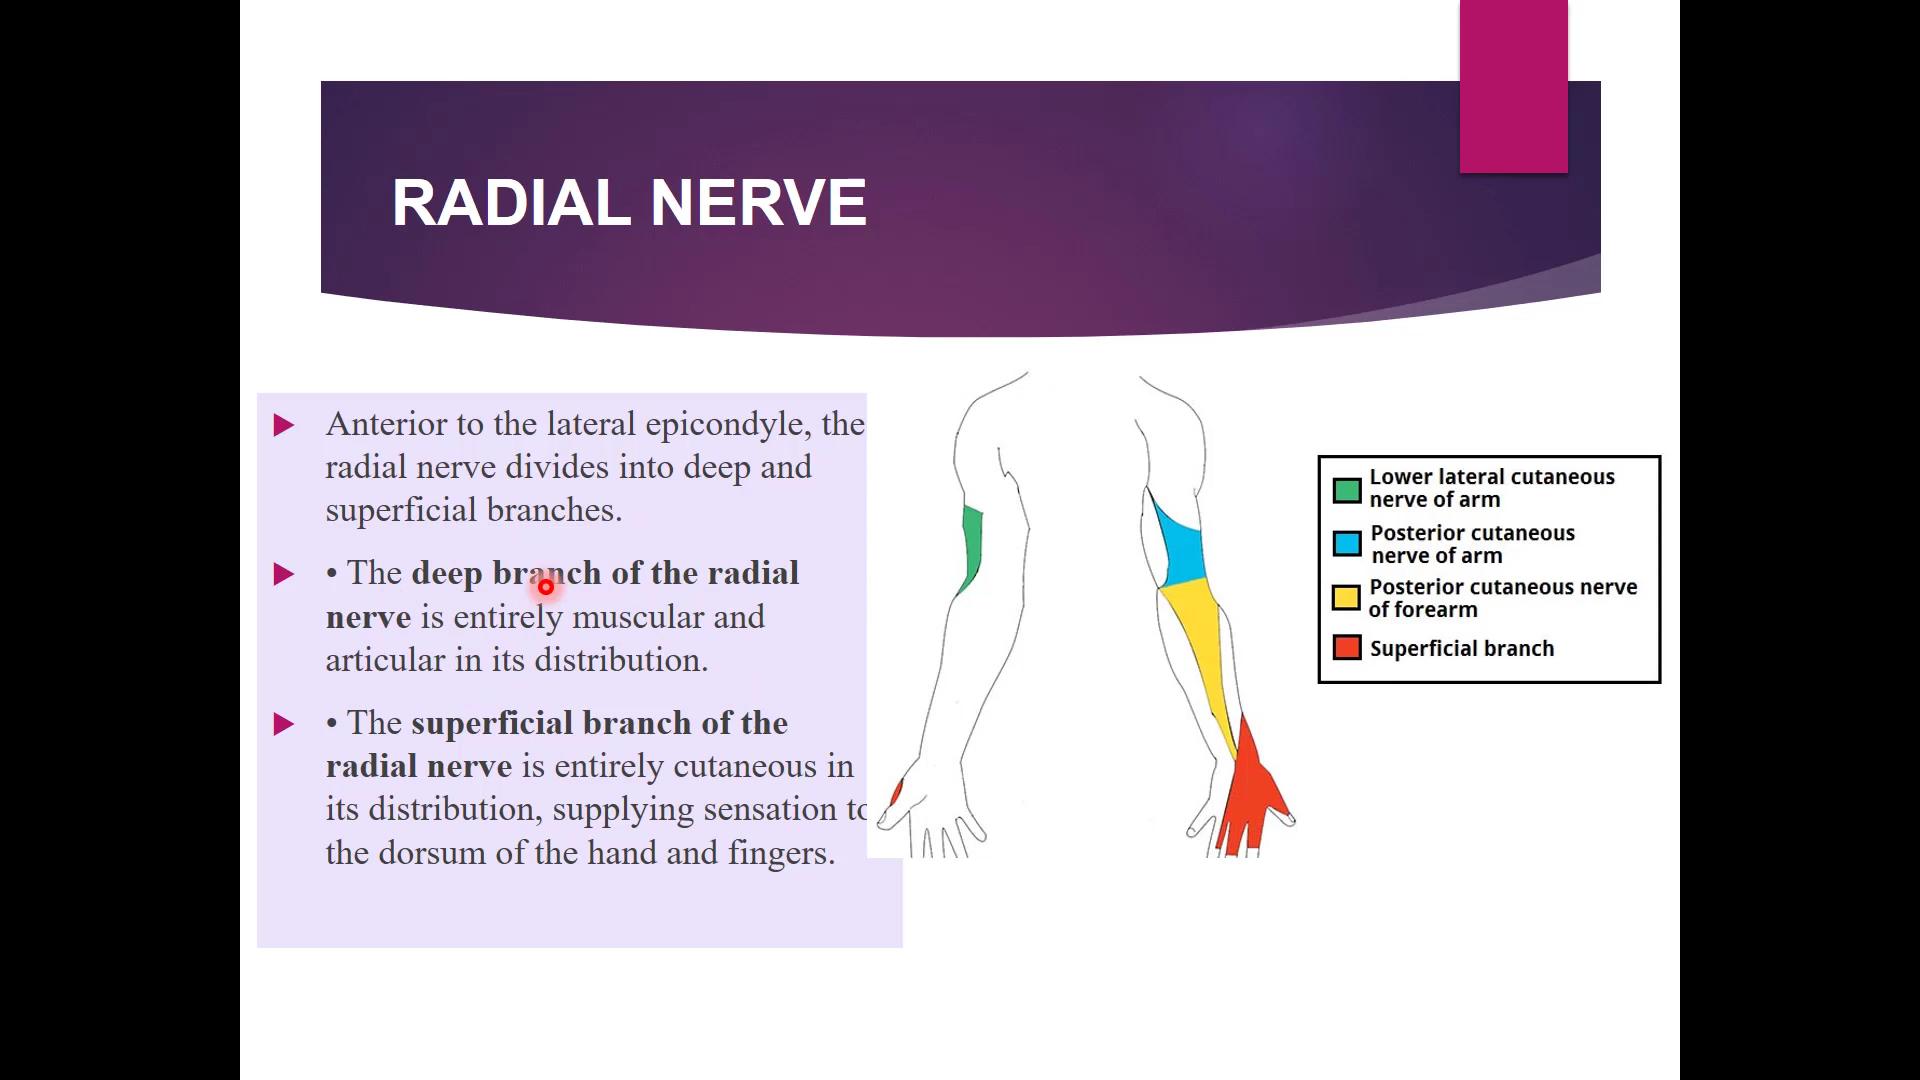 RADIAL NERVE
Anterior to the lateral epicondyle, the
radial nerve divides into deep and
superficial branches.
• The deep branch of the radial
nerve is entirely muscular and
articular in its distribution.
• The superficial branch of the
radial nerve is entirely cutaneous in
its distribution, supplying sensation to
the dorsum of the hand and fingers.
Lower lateral cutaneous
nerve of arm
Posterior cutaneous
nerve of arm
Posterior cutaneous nerve
of forearm
Superficial branch